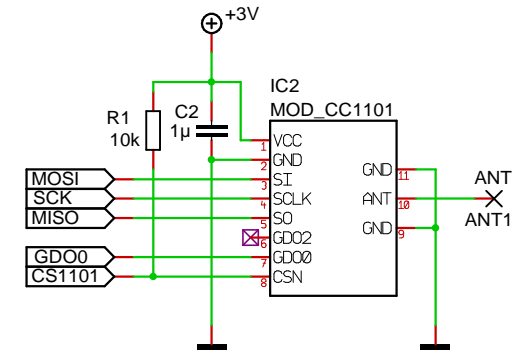 +3V
IC2
MOD_CC1101
R1
10k
C2
1µ
VCC
1
GND
2
MOSI
SI
3
SCK
SCLK
4
MISO
SO
5
GDO2
6
GDO0
GDO0
7
CS1101
CSN
8
GND
11
ANT
10
GND
9
ANT
ANT1